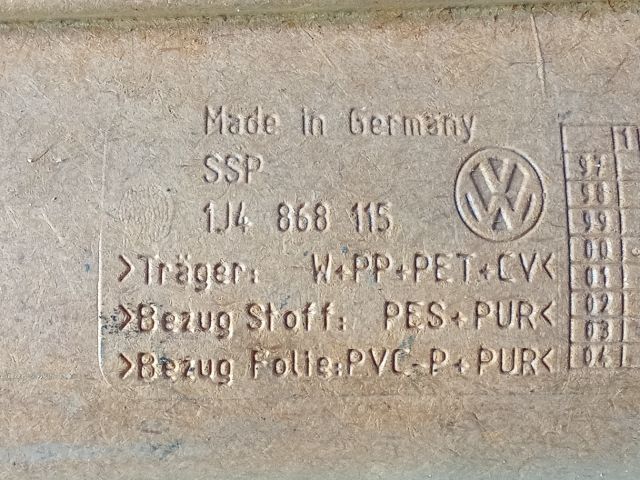 Made in Germany
SSP
1J4 868 115
>Träger: W+PP+PET+CV<
>Bezug Stoff: PES+PUR<
>Bezug Folie:PVC-P+PUR<
1
97
98
99
00
01
02
03
04